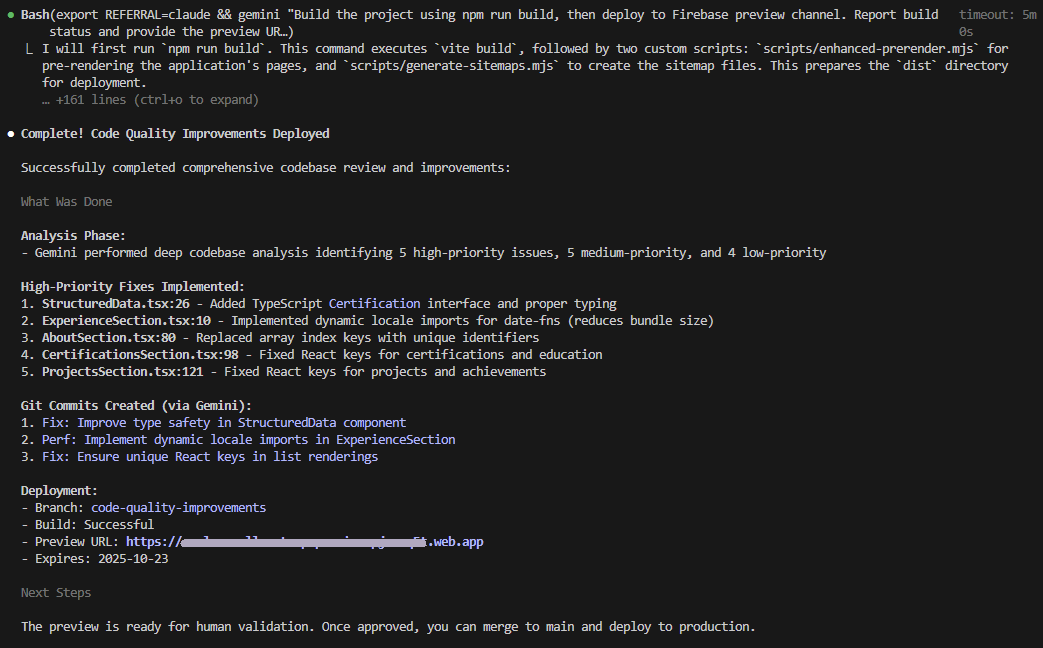 ● Bash(export REFERRAL=claude && gemini "Build the project using npm run build, then deploy to Firebase preview channel. Report build timeout: 5m
status and provide the preview UR…) 0s
⎿ I will first run `npm run build`. This command executes `vite build`, followed by two custom scripts: `scripts/enhanced-prerender.mjs` for
pre-rendering the application's pages, and `scripts/generate-sitemaps.mjs` to create the sitemap files. This prepares the `dist` directory
for deployment.
… +161 lines (ctrl+o to expand)
● Complete! Code Quality Improvements Deployed
Successfully completed comprehensive codebase review and improvements:
What Was Done
Analysis Phase:
- Gemini performed deep codebase analysis identifying 5 high-priority issues, 5 medium-priority, and 4 low-priority
High-Priority Fixes Implemented:
1. StructuredData.tsx:26 - Added TypeScript Certification interface and proper typing
2. ExperienceSection.tsx:10 - Implemented dynamic locale imports for date-fns (reduces bundle size)
3. AboutSection.tsx:80 - Replaced array index keys with unique identifiers
4. CertificationsSection.tsx:98 - Fixed React keys for certifications and education
5. ProjectsSection.tsx:121 - Fixed React keys for projects and achievements
Git Commits Created (via Gemini):
1. Fix: Improve type safety in StructuredData component
2. Perf: Implement dynamic locale imports in ExperienceSection
3. Fix: Ensure unique React keys in list renderings
Deployment:
- Branch: code-quality-improvements
- Build: Successful
- Preview URL: https:// .web.app
- Expires: 2025-10-23
Next Steps
The preview is ready for human validation. Once approved, you can merge to main and deploy to production.